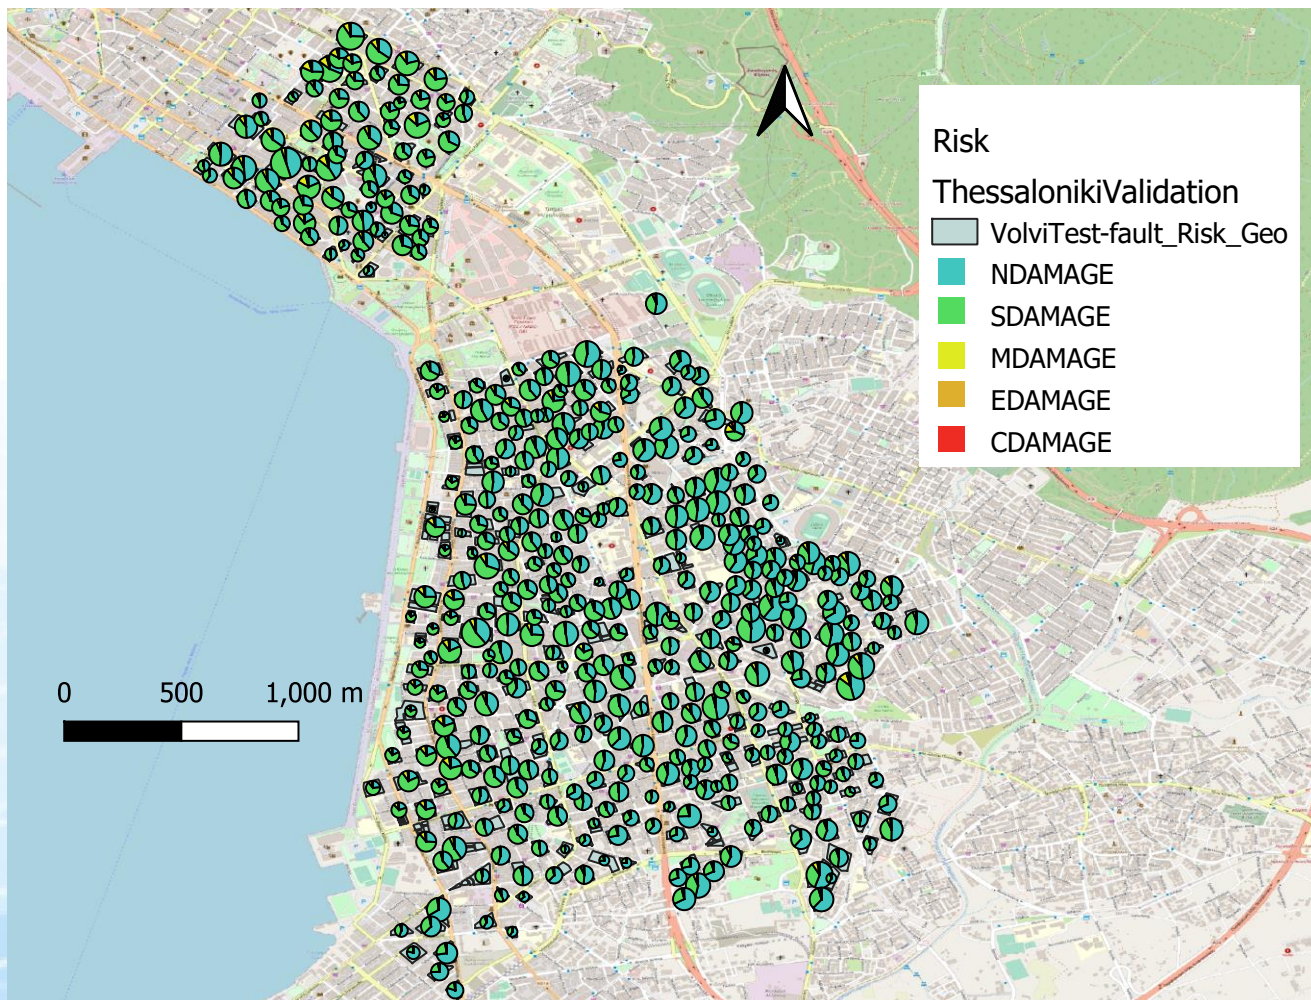 Risk
ThessalonikiValidation
VolviTest-fault_Risk_Geo
NDAMAGE
SDAMAGE
MDAMAGE
EDAMAGE
CDAMAGE
0 500 1,000 m